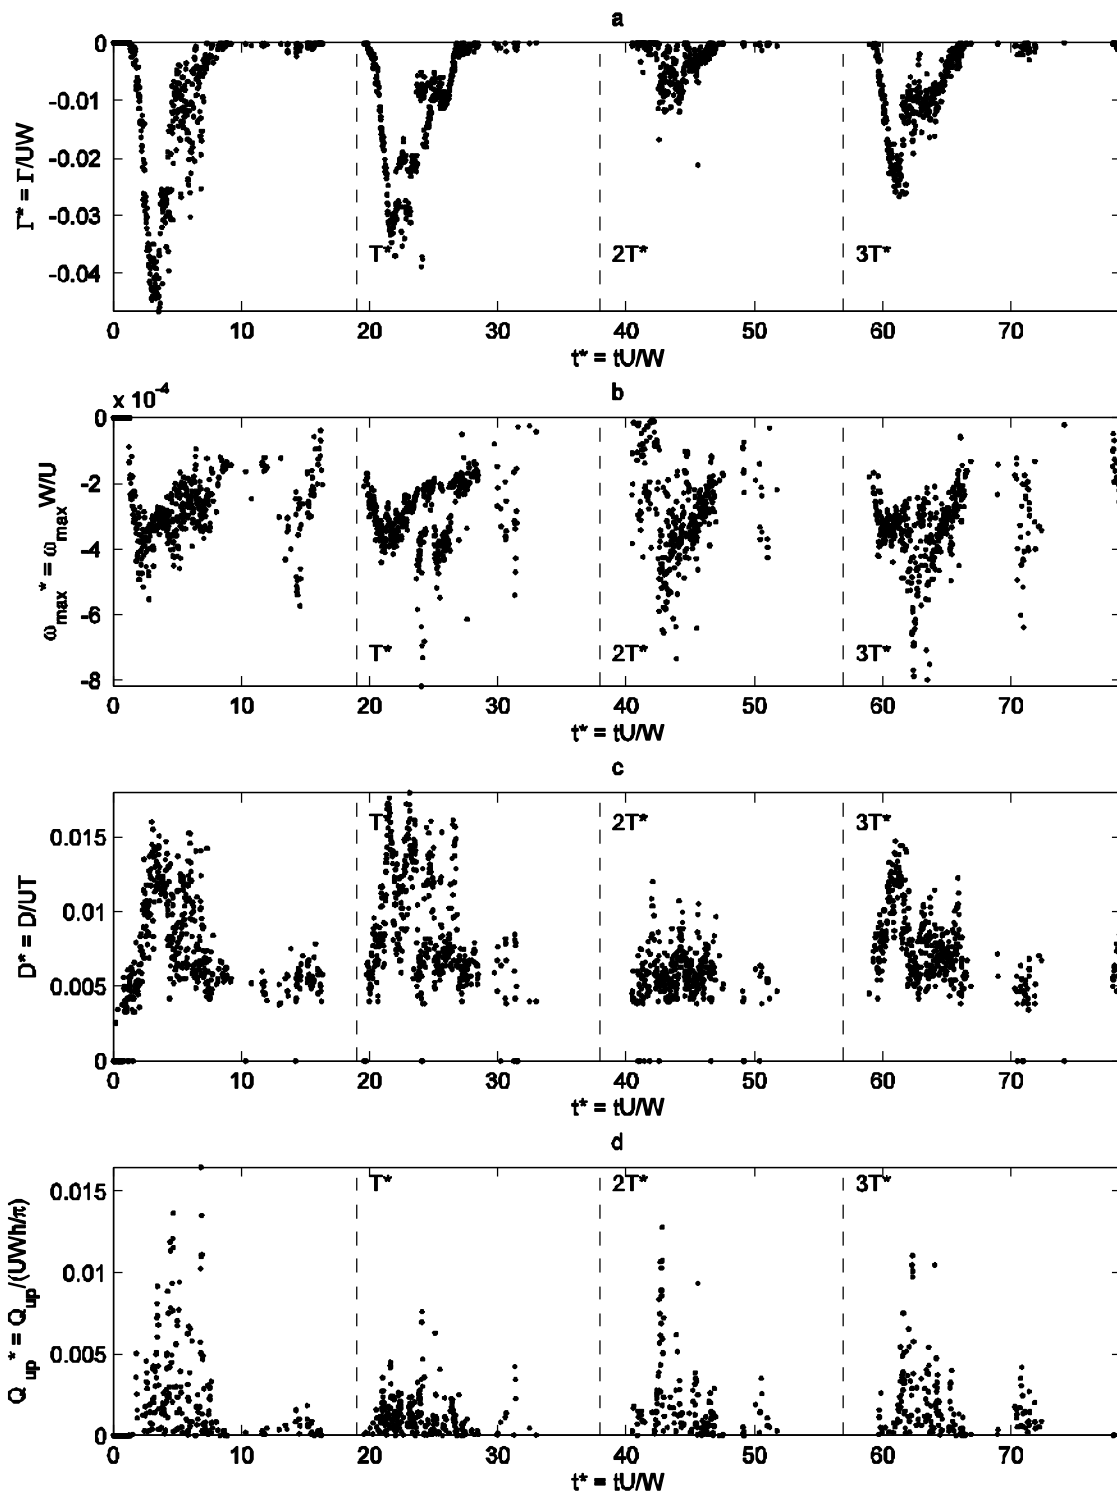 a
0
-0.01
-0.02
-0.03
-0.04
Γ* = Γ/UW
T*
2T*
3T*
0 10 20 30 40 50 60 70
t* = tU/W
b
x 10⁻⁴
0
-2
-4
-6
-8
ω_max* = ω_max W/U
T*
2T*
3T*
0 10 20 30 40 50 60 70
t* = tU/W
c
0.015
0.01
0.005
0
D* = D/UT
T*
2T*
3T*
0 10 20 30 40 50 60 70
t* = tU/W
d
0.015
0.01
0.005
0
Q_up* = Q_up/(UWh/π)
T*
2T*
3T*
0 10 20 30 40 50 60 70
t* = tU/W